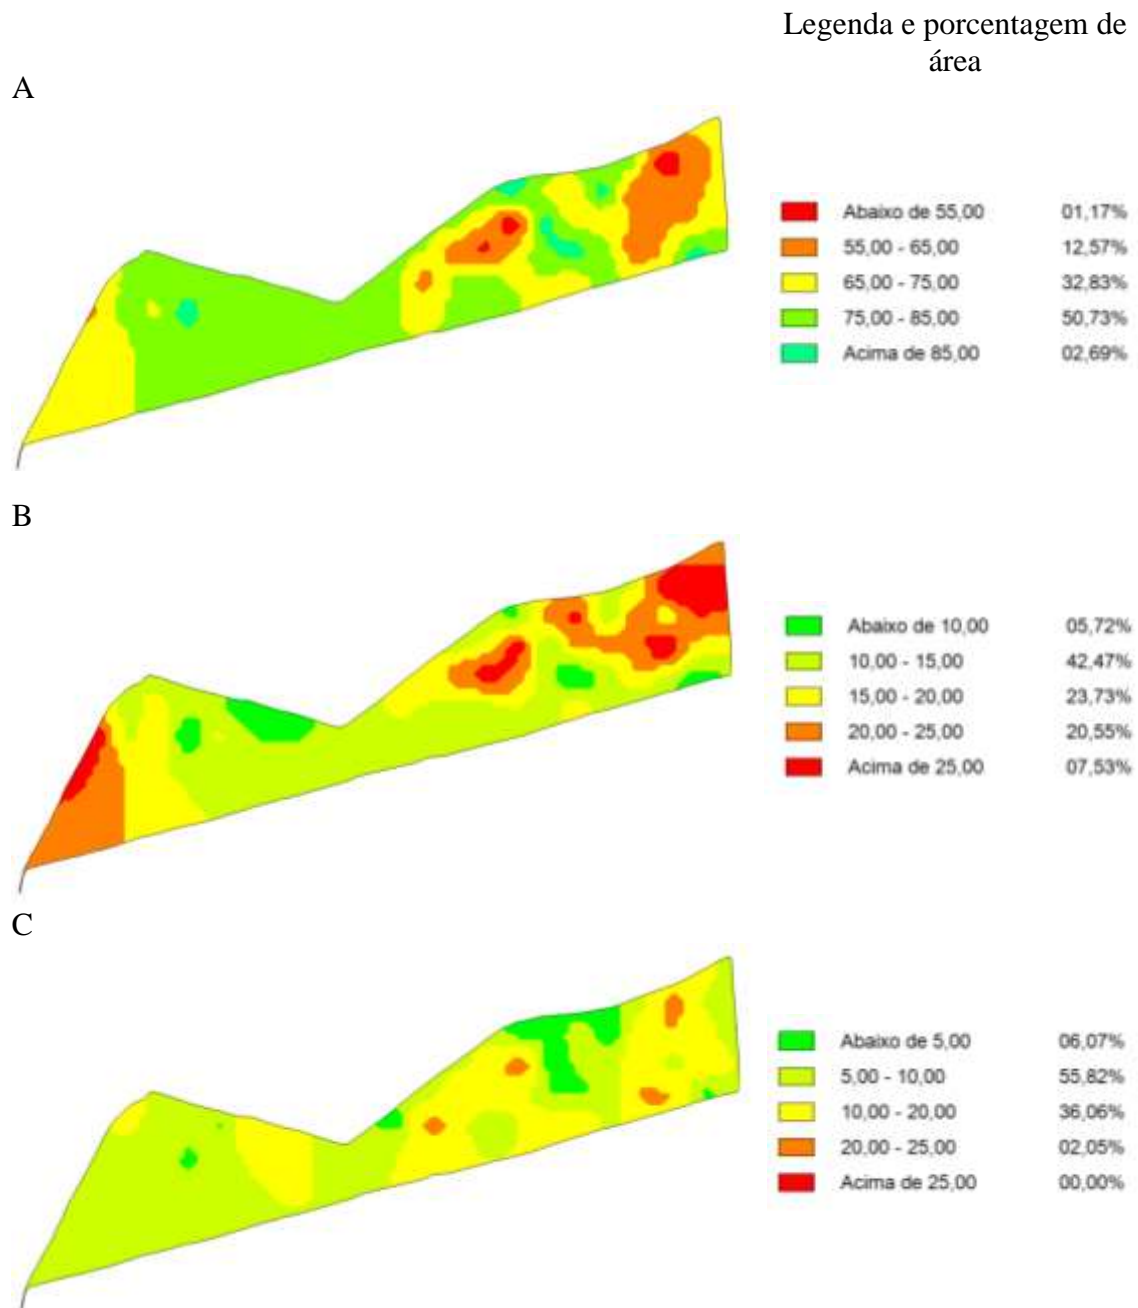 Legenda e porcentagem de
área
A
Abaixo de 55,00 01,17%
55,00 - 65,00 12,57%
65,00 - 75,00 32,83%
75,00 - 85,00 50,73%
Acima de 85,00 02,69%
B
Abaixo de 10,00 05,72%
10,00 - 15,00 42,47%
15,00 - 20,00 23,73%
20,00 - 25,00 20,55%
Acima de 25,00 07,53%
C
Abaixo de 5,00 06,07%
5,00 - 10,00 55,82%
10,00 - 20,00 36,06%
20,00 - 25,00 02,05%
Acima de 25,00 00,00%